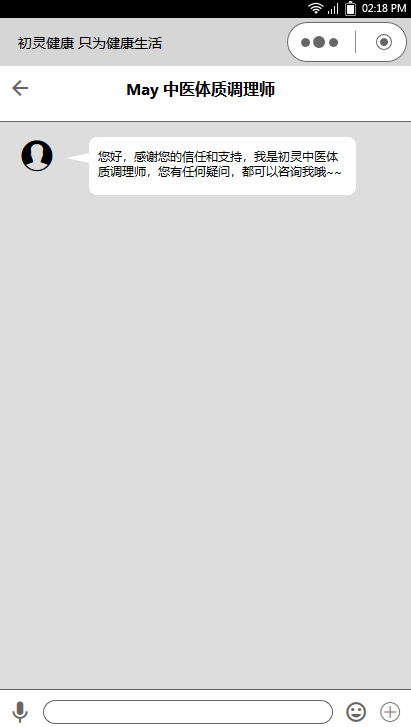 02:18 PM
初灵健康 只为健康生活
May 中医体质调理师
您好，感谢您的信任和支持，我是初灵中医体
质调理师，您有任何疑问，都可以咨询我哦~~